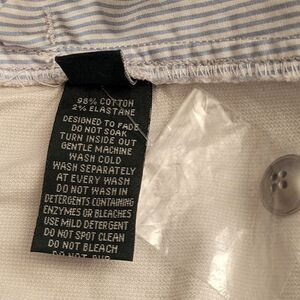 98% COTTON
2% ELASTANE
DESIGNED TO FADE
DO NOT SOAK
TURN INSIDE OUT
GENTLE MACHINE
WASH COLD
WASH SEPARATELY
AT EVERY WASH
DO NOT WASH IN
DETERGENTS CONTAINING
ENZYMES OR BLEACHES
USE MILD DETERGENT
DO NOT SPOT CLEAN
DO NOT BLEACH
DO NOT